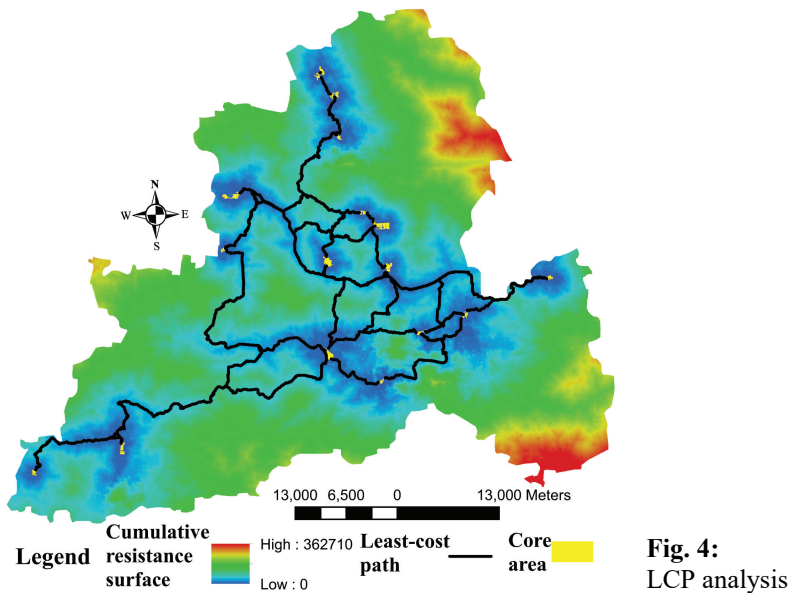 N
W E
S
13,000 6,500 0 13,000 Meters
Legend
Cumulative
resistance
surface
High : 362710
Low : 0
Least-cost
path
Core
area
Fig. 4:
LCP analysis